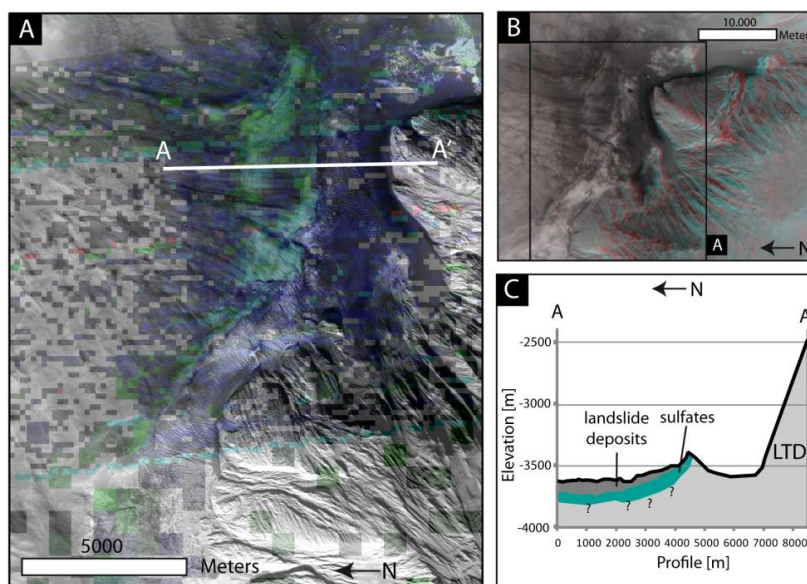 A
A
A'
5000
Meters
N
B
10,000
Meter
A
N
C
N
A
A
-2500
-3000
-3500
-4000
Elevation [m]
landslide
deposits
sulfates
LTD
?
?
?
?
0 1000 2000 3000 4000 5000 6000 7000 8000
Profile [m]